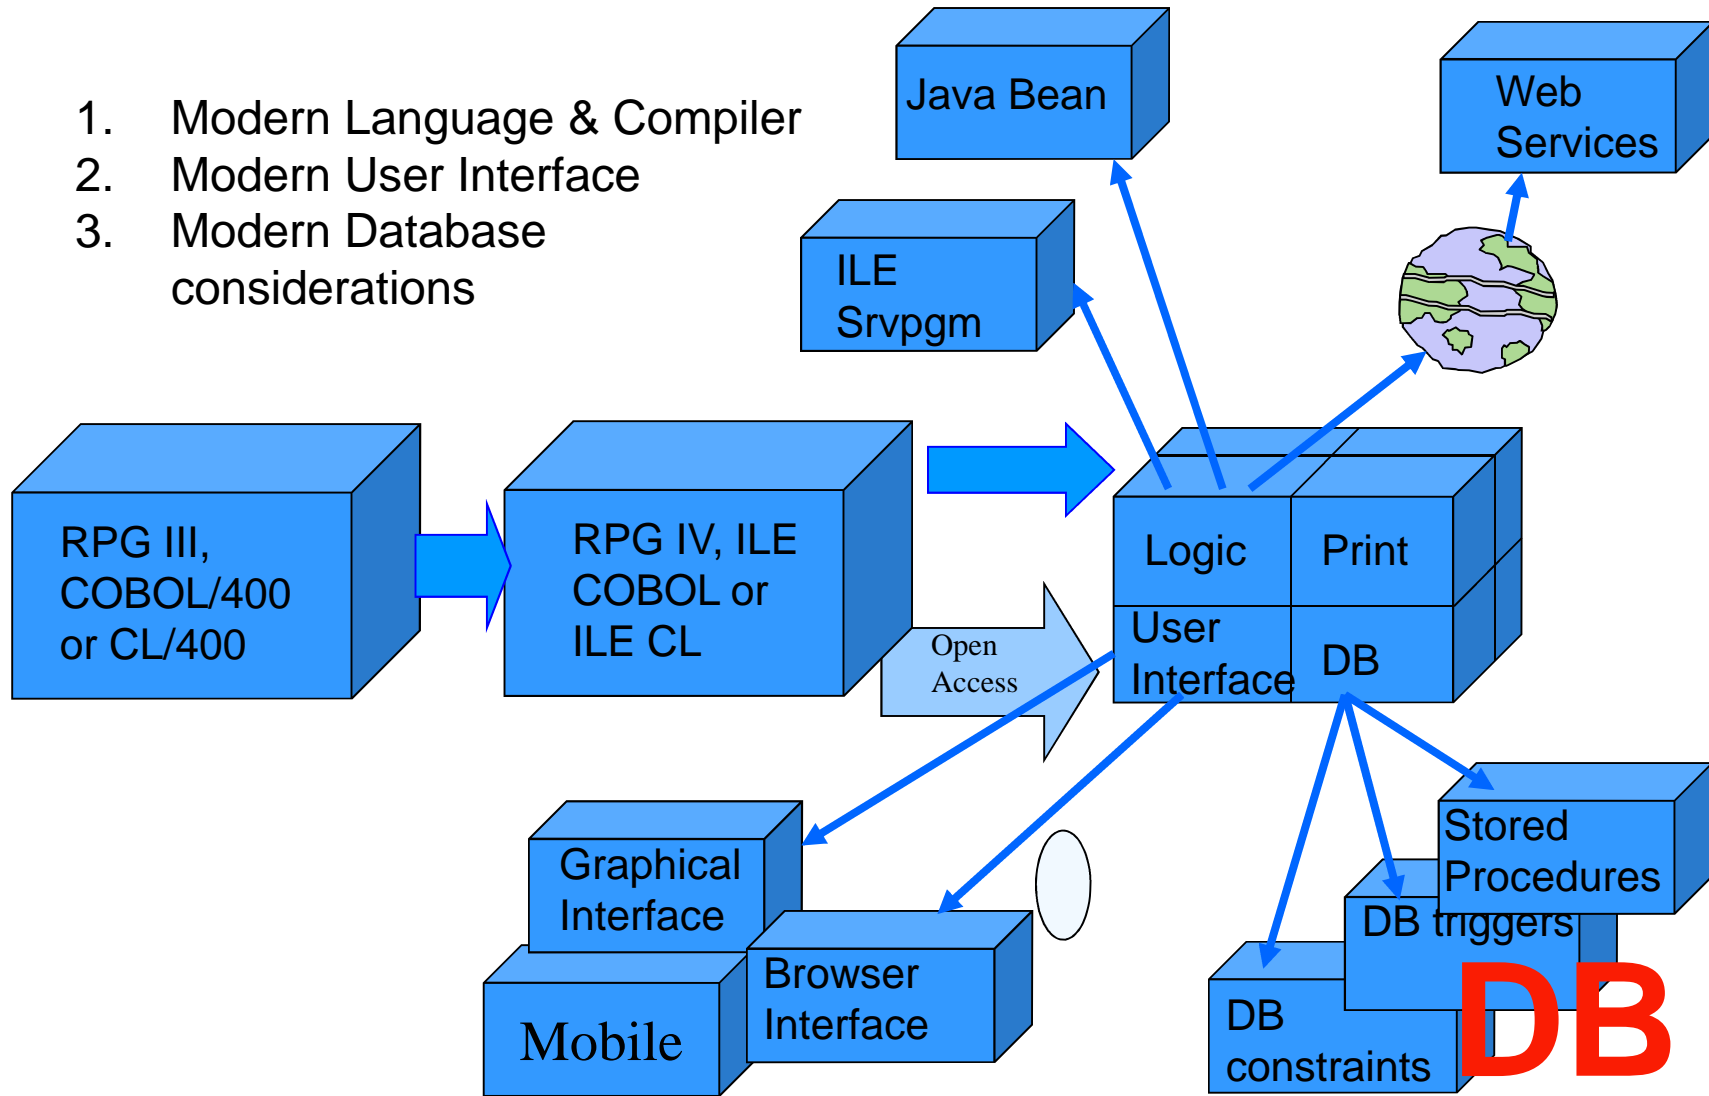 1. Modern Language & Compiler
2. Modern User Interface
3. Modern Database
considerations
Java Bean
Web
Services
ILE
Srvpgm
RPG III,
COBOL/400
or CL/400
RPG IV, ILE
COBOL or
ILE CL
Open
Access
Logic
Print
User
Interface
DB
Graphical
Interface
Browser
Interface
Mobile
Stored
Procedures
DB triggers
DB
constraints
DB